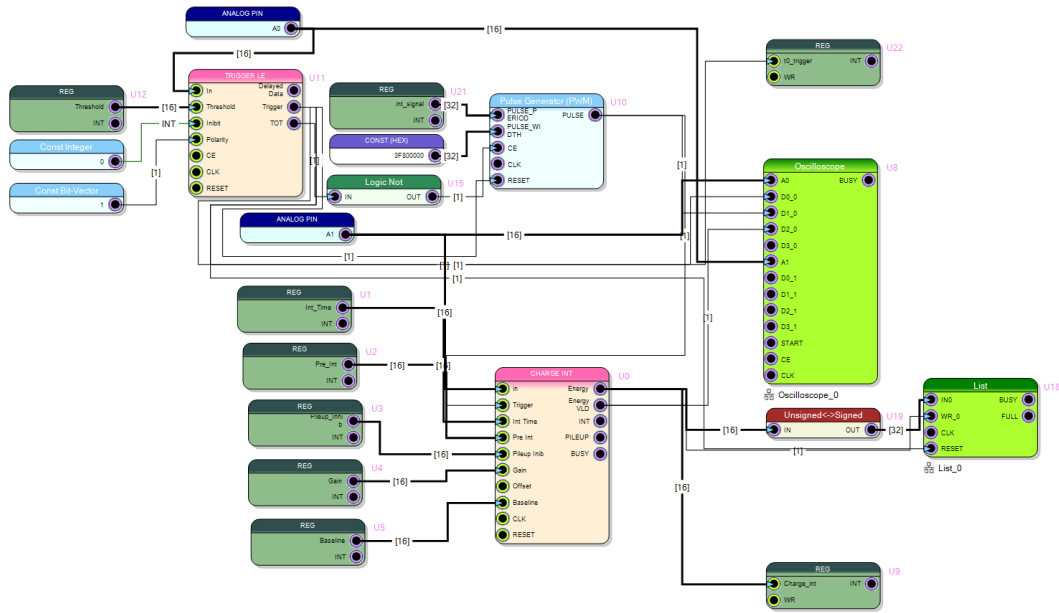 ANALOG PIN
A0
[16]
[16]
REG
U22
t0_trigger
INT
WR
TRIGGER LE
U11
In
Delayed
Data
Threshold
Trigger
Inibit
TOT
Polarity
CE
CLK
RESET
REG
U12
Threshold
[16]
INT
INT
Const Integer
0
[1]
Const Bit-Vector
1
REG
U21
int_signal
[32]
INT
CONST (HEX)
3F800000
[32]
[1]
Logic Not
U15
IN
OUT
[1]
Pulse Generator (PWM)
U10
PULSE_P
ERIOD
PULSE
PULSE_WI
DTH
CE
CLK
RESET
[1]
ANALOG PIN
A1
[16]
[1]
[1]
[1]
[1]
[1]
[1]
Oscilloscope
U8
A0
BUSY
D0_0
D1_0
D2_0
D3_0
A1
D0_1
D1_1
D2_1
D3_1
START
CE
CLK
Oscilloscope_0
REG
U1
Int_Time
INT
[16]
REG
U2
Pre_Int
[16]
[16]
INT
REG
U3
Pileup_Inhi
b
INT
[16]
REG
U4
Gain
[16]
INT
REG
U5
Baseline
[16]
INT
CHARGE INT
U0
In
Energy
Trigger
Energy
VLD
Int Time
INT
Pre Int
PILEUP
Pileup Inib
BUSY
Gain
Offset
Baseline
CLK
RESET
[16]
[1]
[16]
Unsigned<->Signed
U19
IN
OUT
[32]
List
U18
IN0
BUSY
WR_0
FULL
CLK
RESET
List_0
REG
U9
Charge_int
INT
WR